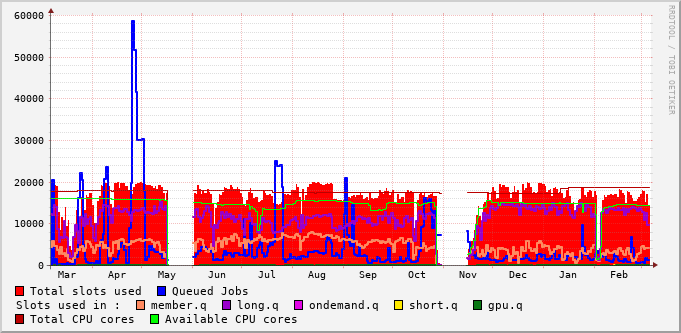 RRDTOOL / TOBI OETIKER
60000
50000
40000
30000
20000
10000
0
Mar Apr May Jun Jul Aug Sep Oct Nov Dec Jan Feb
Total slots used Queued Jobs
Slots used in : member.q long.q ondemand.q short.q gpu.q
Total CPU cores Available CPU cores